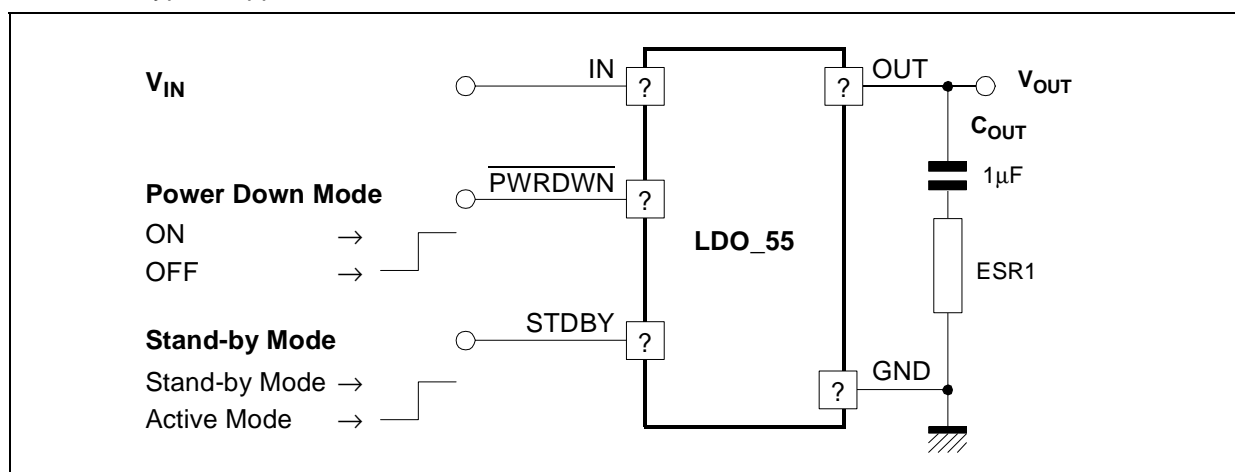 V_IN
IN
?
?
OUT
V_OUT
C_OUT
1μF
Power Down Mode
PWRDWN
?
ON →
OFF →
LDO_55
ESR1
Stand-by Mode
STDBY
?
Stand-by Mode →
Active Mode →
?
GND